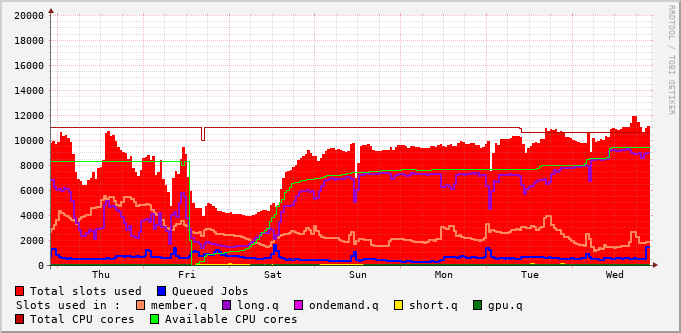 20000
18000
16000
14000
12000
10000
8000
6000
4000
2000
0
Thu Fri Sat Sun Mon Tue Wed
RRDTOOL / TOBI OETIKER
Total slots used Queued Jobs
Slots used in : member.q long.q ondemand.q short.q gpu.q
Total CPU cores Available CPU cores